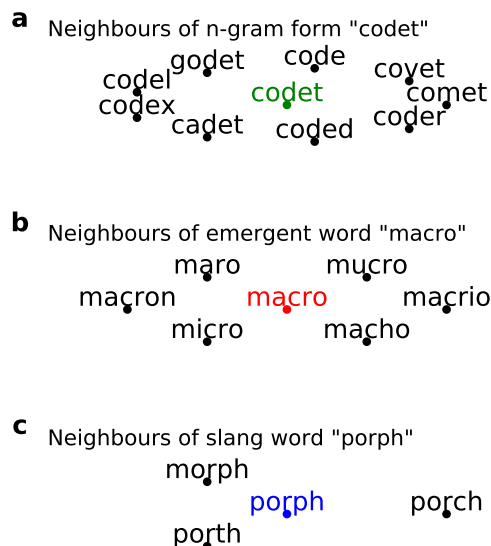 a
Neighbours of n-gram form "codet"
godet code
codel covet
codex codet comet
cadet coded coder
b
Neighbours of emergent word "macro"
maro mucro
macron macro macrio
micro macho
c
Neighbours of slang word "porph"
morph
porph porch
porth